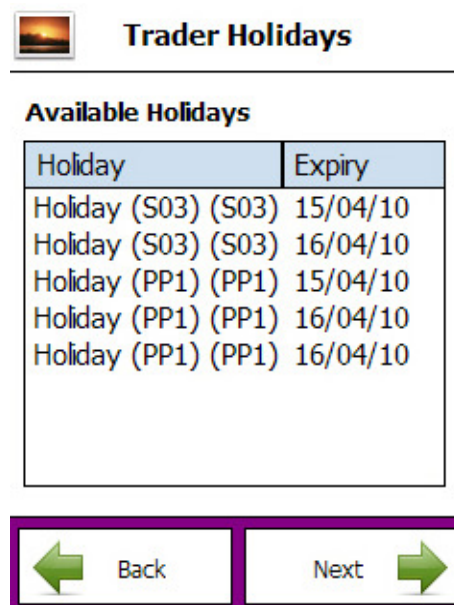 Trader Holidays
Available Holidays
Holiday Expiry
Holiday (S03) (S03) 15/04/10
Holiday (S03) (S03) 16/04/10
Holiday (PP1) (PP1) 15/04/10
Holiday (PP1) (PP1) 16/04/10
Holiday (PP1) (PP1) 16/04/10
Back Next